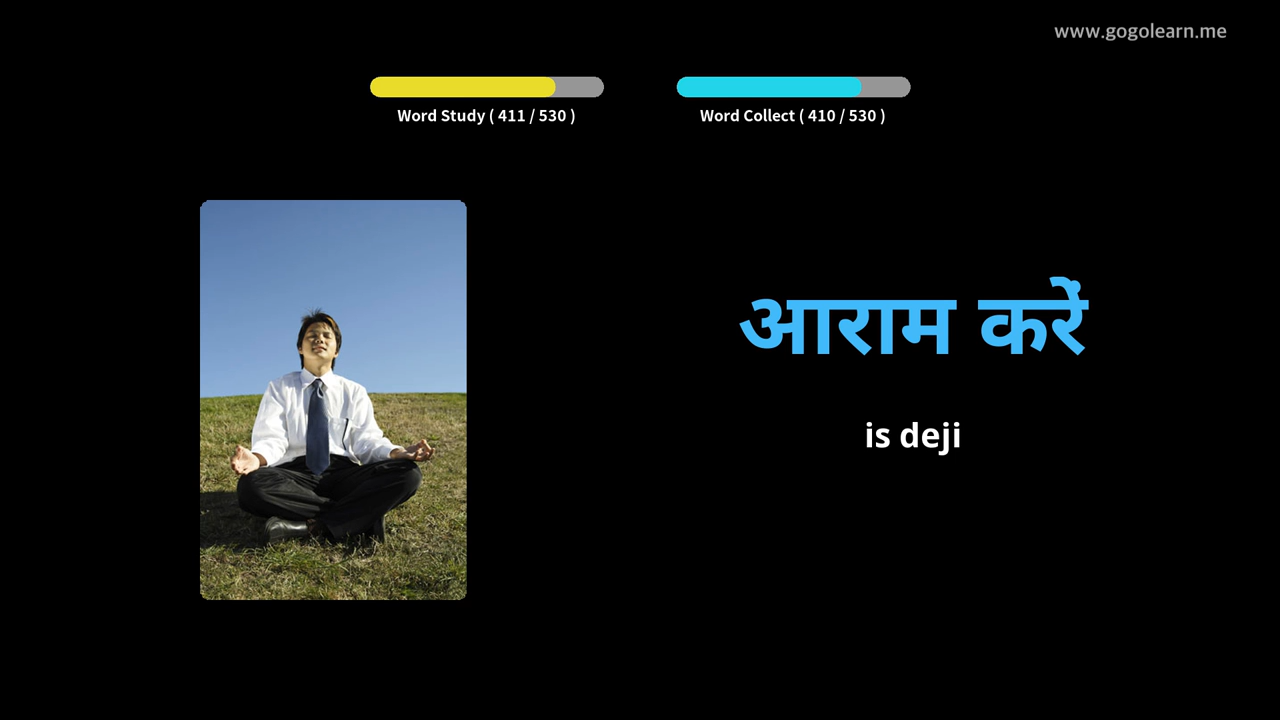 www.gogolearn.me
Word Study ( 411 / 530 )
Word Collect ( 410 / 530 )
आराम करें
is deji